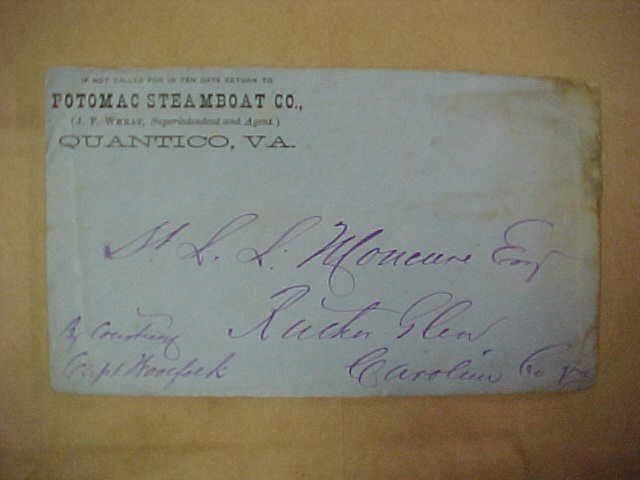 IF NOT CALLED FOR IN TEN DAYS RETURN TO
POTOMAC STEAMBOAT CO.,
(J. F. Wheat, Superintendent and Agent.)
QUANTICO, VA.
St. L. L. Moncure Esq
Ruther Glen
Caroline Co Va
By Courtesy
Capt Woolfolk